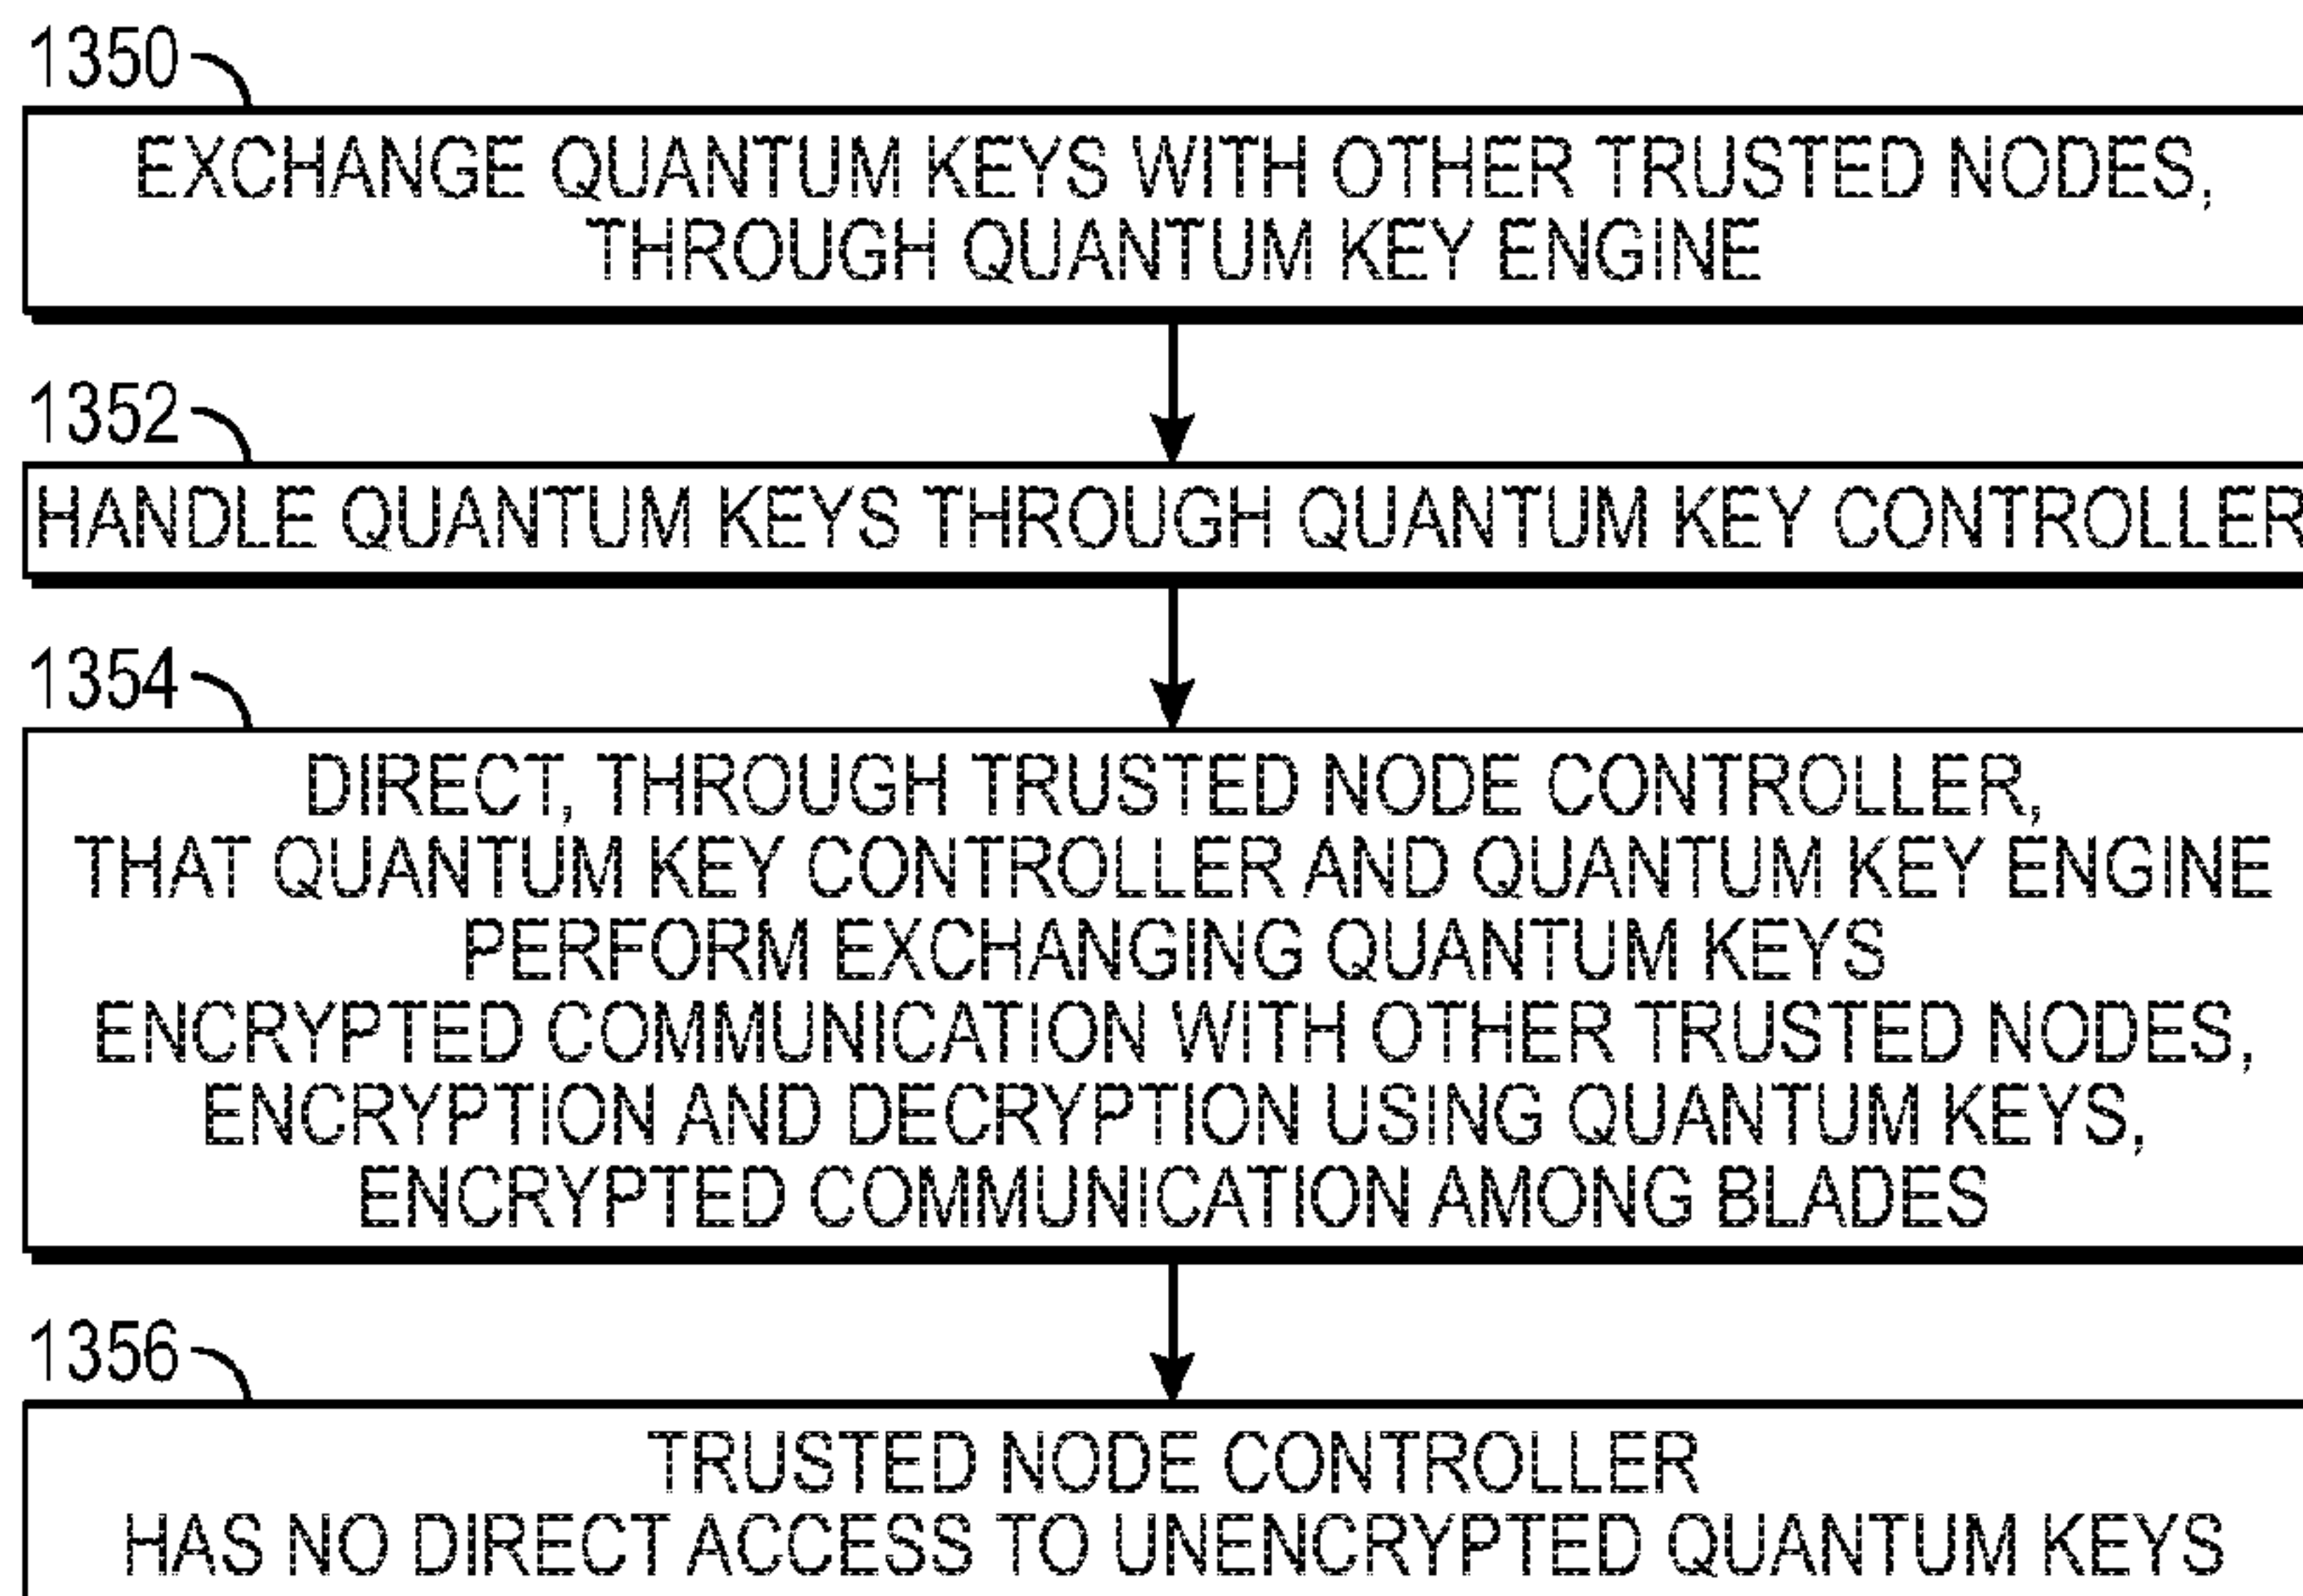 1350
EXCHANGE QUANTUM KEYS WITH OTHER TRUSTED NODES,
THROUGH QUANTUM KEY ENGINE
1352
HANDLE QUANTUM KEYS THROUGH QUANTUM KEY CONTROLLER
1354
DIRECT, THROUGH TRUSTED NODE CONTROLLER,
THAT QUANTUM KEY CONTROLLER AND QUANTUM KEY ENGINE
PERFORM EXCHANGING QUANTUM KEYS
ENCRYPTED COMMUNICATION WITH OTHER TRUSTED NODES,
ENCRYPTION AND DECRYPTION USING QUANTUM KEYS,
ENCRYPTED COMMUNICATION AMONG BLADES
1356
TRUSTED NODE CONTROLLER
HAS NO DIRECT ACCESS TO UNENCRYPTED QUANTUM KEYS